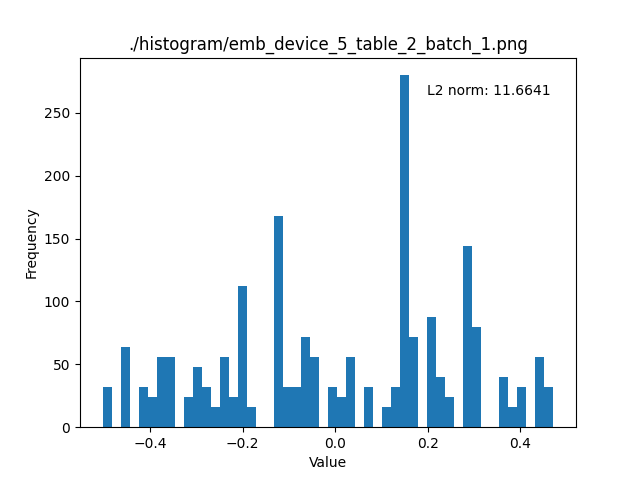 ./histogram/emb_device_5_table_2_batch_1.png
L2 norm: 11.6641
250
200
150
100
50
0
Frequency
−0.4 −0.2 0.0 0.2 0.4
Value